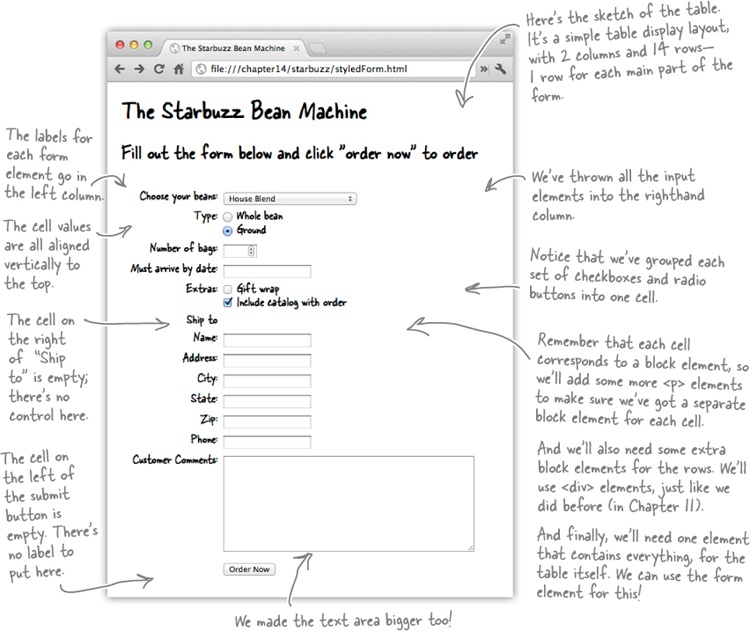 Here's the sketch of the table.
It's a simple table display layout,
with 2 columns and 14 rows—
1 row for each main part of the
form.
The Starbuzz Bean Machine
file:///chapter14/starbuzz/styledForm.html
The Starbuzz Bean Machine
Fill out the form below and click "order now" to order
The labels for
each form
element go in
the left column.
The cell values
are all aligned
vertically to
the top.
The cell on
the right
of "Ship
to" is empty;
there's no
control here.
The cell on
the left of
the submit
button is
empty. There's
no label to
put here.
Choose your beans: House Blend
Type: Whole bean
Ground
Number of bags:
Must arrive by date:
Extras: Gift wrap
Include catalog with order
Ship to
Name:
Address:
City:
State:
Zip:
Phone:
Customer Comments:
Order Now
We've thrown all the input
elements into the righthand
column.
Notice that we've grouped each
set of checkboxes and radio
buttons into one cell.
Remember that each cell
corresponds to a block element, so
we'll add some more <p> elements
to make sure we've got a separate
block element for each cell.
And we'll also need some extra
block elements for the rows. We'll
use <div> elements, just like we
did before (in Chapter 11).
And finally, we'll need one element
that contains everything, for the
table itself. We can use the form
element for this!
We made the text area bigger too!